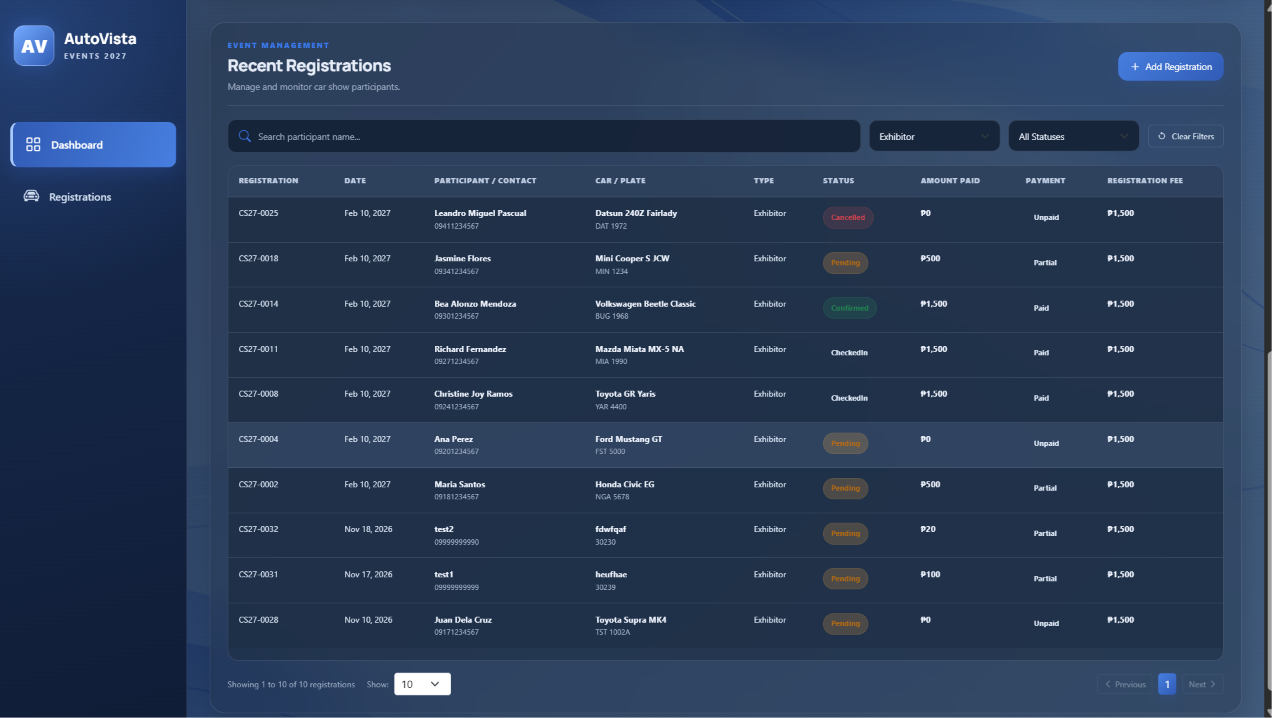 AV
AutoVista
EVENTS 2027
Dashboard
Registrations
EVENT MANAGEMENT
Recent Registrations
Manage and monitor car show participants.
+ Add Registration
Search participant name...
Exhibitor
All Statuses
Clear Filters
REGISTRATION DATE PARTICIPANT / CONTACT CAR / PLATE TYPE STATUS AMOUNT PAID PAYMENT REGISTRATION FEE
CS27-0025 Feb 10, 2027 Leandro Miguel Pascual Datsun 240Z Fairlady Exhibitor Cancelled ₱0 Unpaid ₱1,500
09411234567 DAT 1972
CS27-0018 Feb 10, 2027 Jasmine Flores Mini Cooper S JCW Exhibitor Pending ₱500 Partial ₱1,500
09341234567 MIN 1234
CS27-0014 Feb 10, 2027 Bea Alonzo Mendoza Volkswagen Beetle Classic Exhibitor Confirmed ₱1,500 Paid ₱1,500
09301234567 BUG 1968
CS27-0011 Feb 10, 2027 Richard Fernandez Mazda Miata MX-5 NA Exhibitor CheckedIn ₱1,500 Paid ₱1,500
09271234567 MIA 1990
CS27-0008 Feb 10, 2027 Christine Joy Ramos Toyota GR Yaris Exhibitor CheckedIn ₱1,500 Paid ₱1,500
09241234567 YAR 4400
CS27-0004 Feb 10, 2027 Ana Perez Ford Mustang GT Exhibitor Pending ₱0 Unpaid ₱1,500
09201234567 FST 5000
CS27-0002 Feb 10, 2027 Maria Santos Honda Civic EG Exhibitor Pending ₱500 Partial ₱1,500
09181234567 NGA 5678
CS27-0032 Nov 18, 2026 test2 fdwfqaf Exhibitor Pending ₱20 Partial ₱1,500
09999999990 30230
CS27-0031 Nov 17, 2026 test1 heufhae Exhibitor Pending ₱100 Partial ₱1,500
09999999999 30239
CS27-0028 Nov 10, 2026 Juan Dela Cruz Toyota Supra MK4 Exhibitor Pending ₱0 Unpaid ₱1,500
09171234567 TST 1002A
Showing 1 to 10 of 10 registrations Show: 10 Previous 1 Next